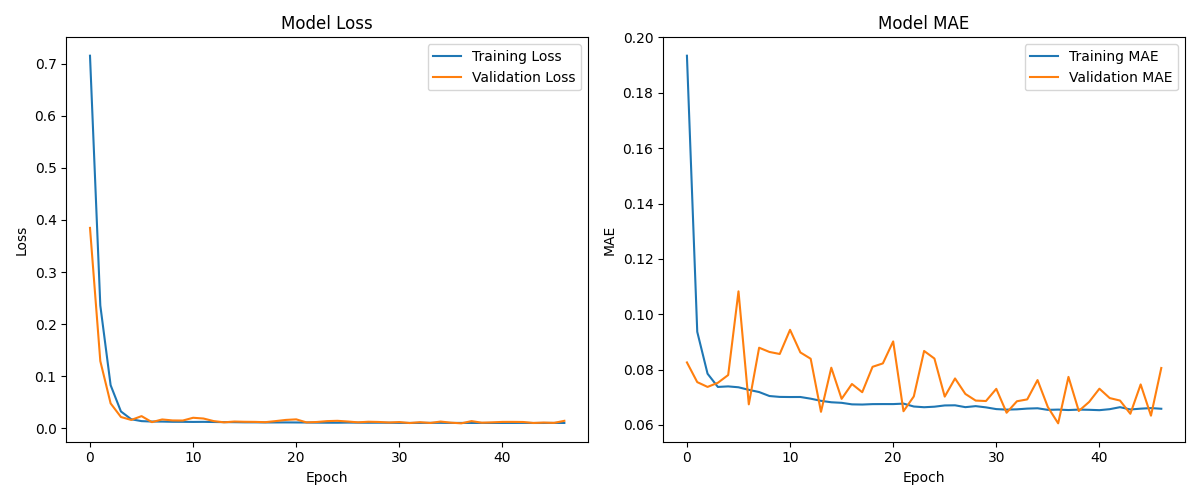 Model Loss
Training Loss
Validation Loss
0.7
0.6
0.5
0.4
0.3
0.2
0.1
0.0
Loss
0
10
20
30
40
Epoch
Model MAE
Training MAE
Validation MAE
0.20
0.18
0.16
0.14
0.12
0.10
0.08
0.06
MAE
0
10
20
30
40
Epoch